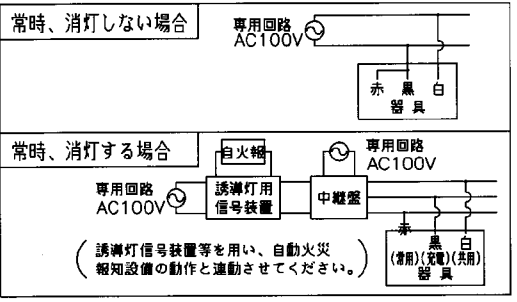 常時、消灯しない場合
専用回路
AC100V
赤 黒 白
器具
常時、消灯する場合
自火報
専用回路
AC100V
専用回路
AC100V
誘導灯用
信号装置
中継盤
(誘導灯信号装置等を用い、自動火災
報知設備の動作と連動させてください。)
赤 黒 白
(常用)(充電)(共用)
器具